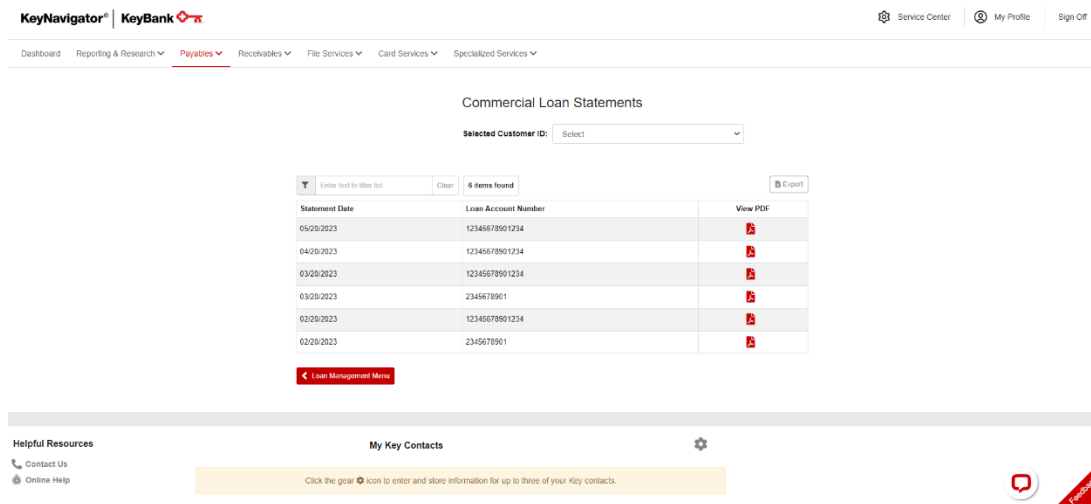 KeyNavigator® | KeyBank
Service Center
My Profile
Sign Off
Dashboard Reporting & Research Payables Receivables File Services Card Services Specialized Services
Commercial Loan Statements
Selected Customer ID: Select
Enter text to filter list Clear 6 items found Export
Statement Date Loan Account Number View PDF
05/20/2023 12345678901234
04/20/2023 12345678901234
03/20/2023 12345678901234
03/20/2023 2345678901
02/20/2023 12345678901234
02/20/2023 2345678901
Loan Management Menu
Helpful Resources My Key Contacts
Contact Us
Online Help
Click the gear icon to enter and store information for up to three of your Key contacts.